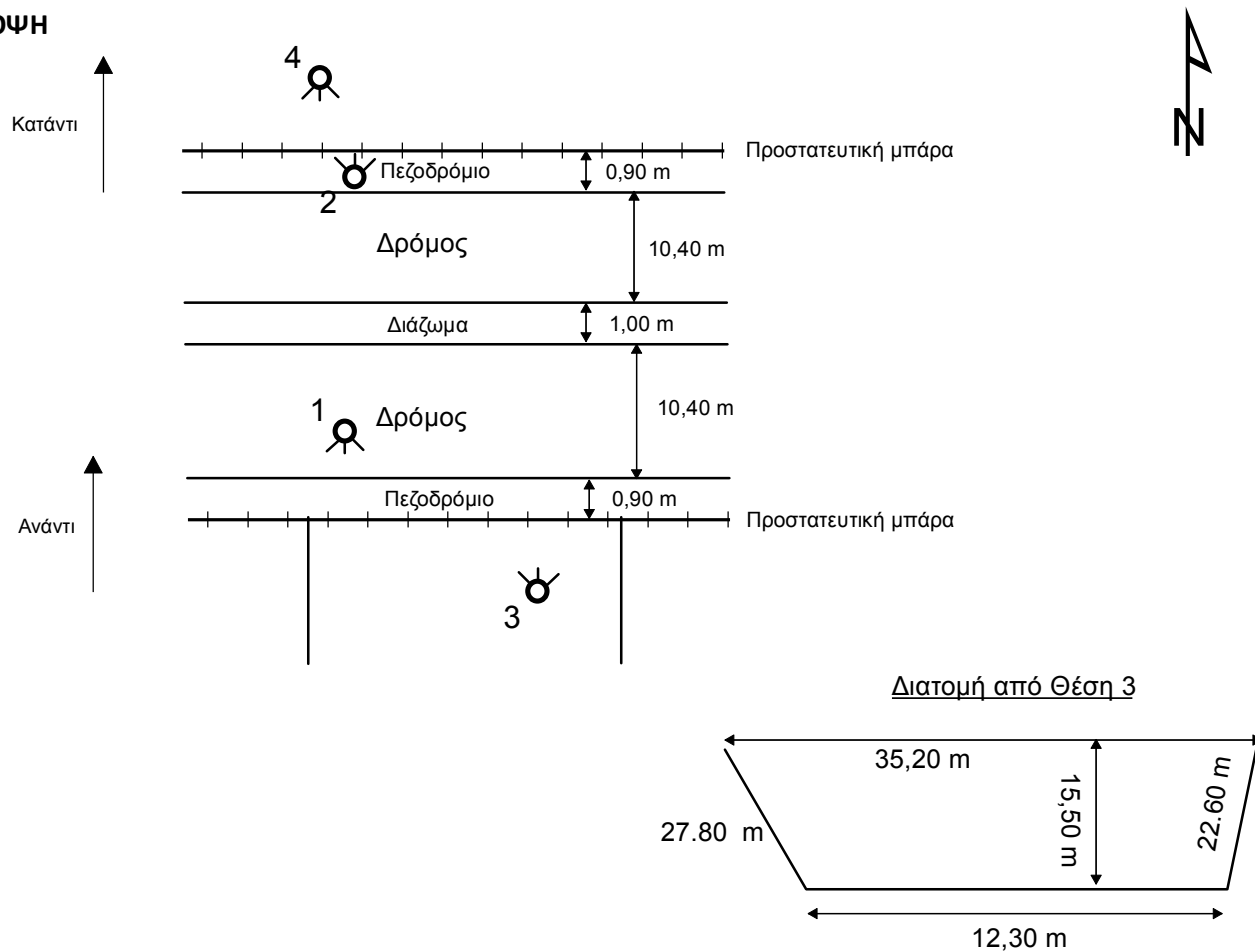 ΟΨΗ
4
N
Κατάντι
Προστατευτική μπάρα
Πεζοδρόμιο
0,90 m
2
Δρόμος
10,40 m
Διάζωμα
1,00 m
1
Δρόμος
10,40 m
Πεζοδρόμιο
0,90 m
Ανάντι
Προστατευτική μπάρα
3
Διατομή από Θέση 3
35,20 m
15,50 m
22.60 m
27.80 m
12,30 m